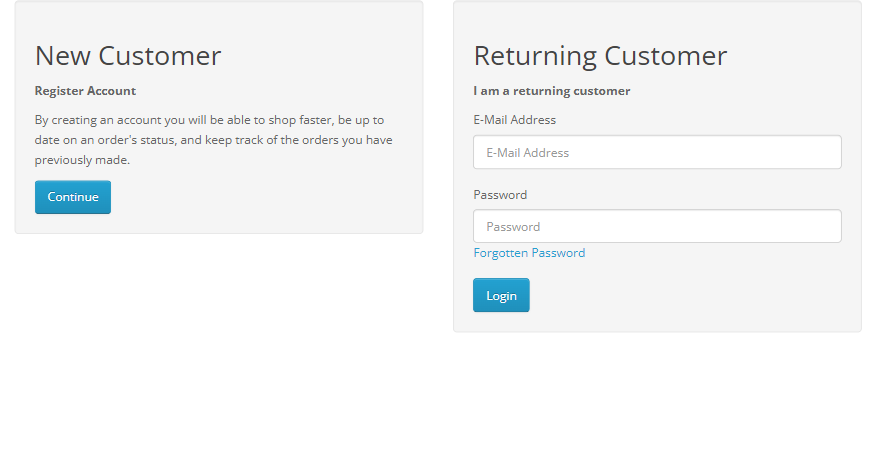 New Customer
Register Account
By creating an account you will be able to shop faster, be up to
date on an order's status, and keep track of the orders you have
previously made.
Continue
Returning Customer
I am a returning customer
E-Mail Address
E-Mail Address
Password
Password
Forgotten Password
Login